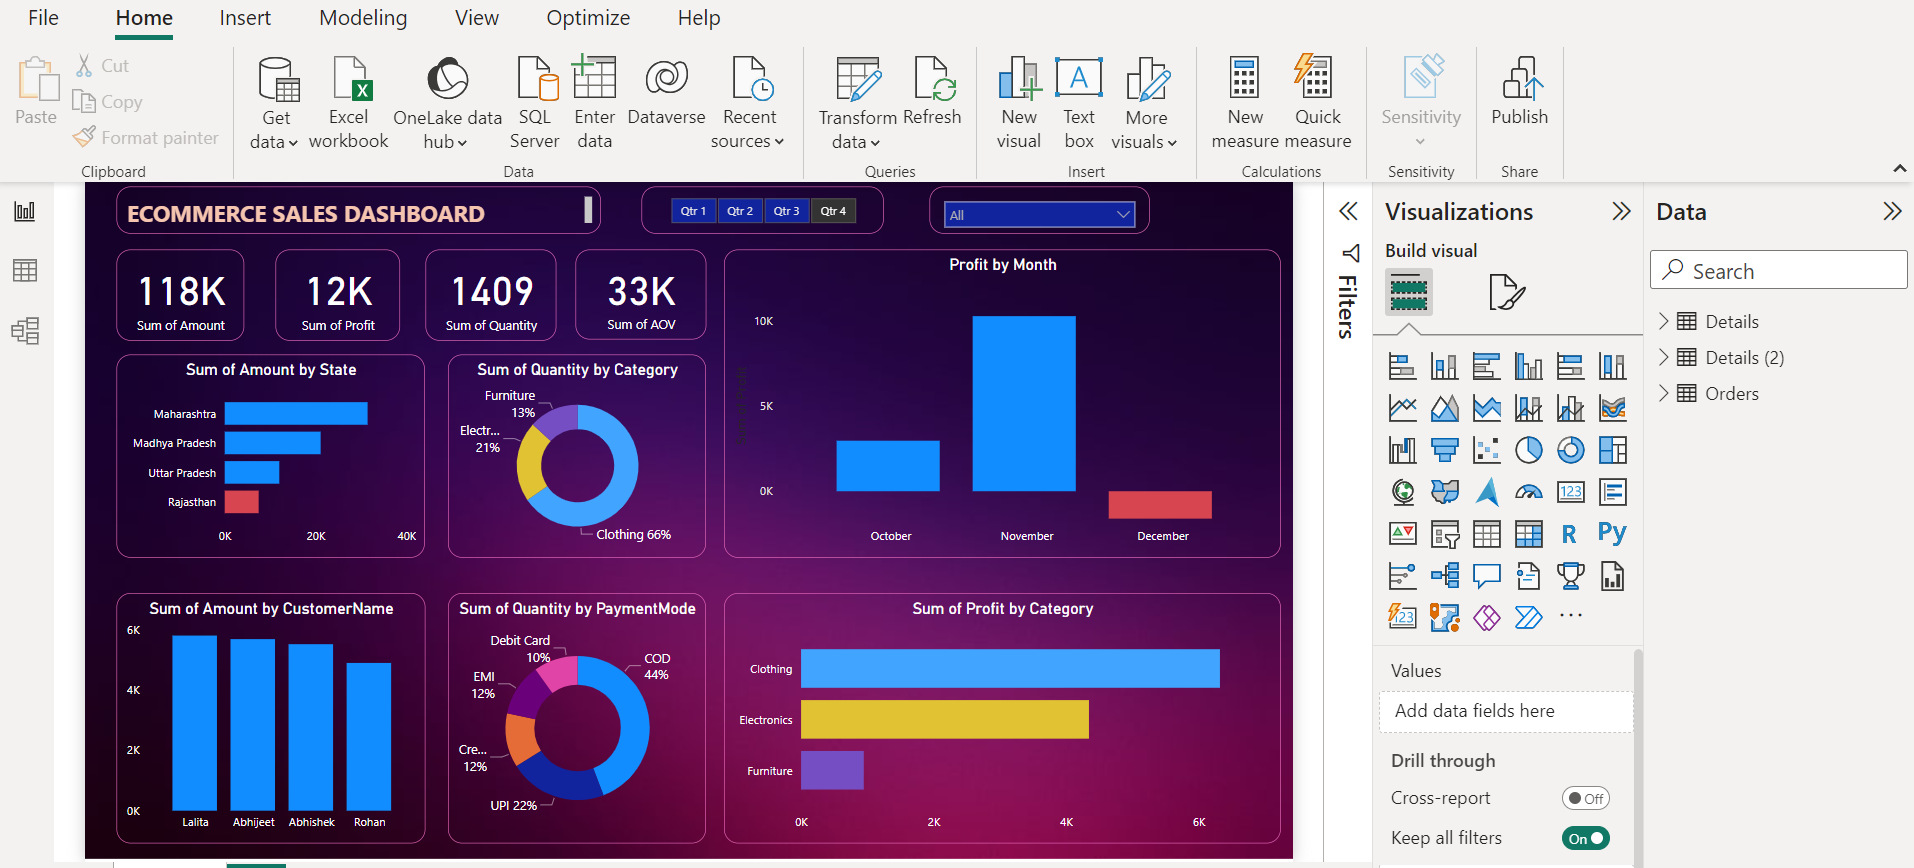 File Home Insert Modeling View Optimize Help
Paste
Cut
Copy
Format painter
Clipboard
Get data
Excel workbook
OneLake data hub
SQL Server
Enter data
Dataverse
Recent sources
Data
Transform data
Refresh
Queries
New visual
Text box
More visuals
Insert
New measure
Quick measure
Calculations
Sensitivity
Sensitivity
Publish
Share
ECOMMERCE SALES DASHBOARD
Qtr 1 Qtr 2 Qtr 3 Qtr 4
All
118K
Sum of Amount
12K
Sum of Profit
1409
Sum of Quantity
33K
Sum of AOV
Profit by Month
10K
5K
0K
October November December
Sum of Amount by State
Maharashtra
Madhya Pradesh
Uttar Pradesh
Rajasthan
0K 20K 40K
Sum of Quantity by Category
Furniture
13%
Electr...
21%
Clothing 66%
Sum of Amount by CustomerName
6K
4K
2K
0K
Lalita Abhijeet Abhishek Rohan
Sum of Quantity by PaymentMode
Debit Card
10%
COD
44%
EMI
12%
Cre...
12%
UPI 22%
Sum of Profit by Category
Clothing
Electronics
Furniture
0K 2K 4K 6K
Filters
Visualizations
Build visual
123
R
Py
123
...
Values
Add data fields here
Drill through
Cross-report
Off
Keep all filters
On
Data
Search
Details
Details (2)
Orders